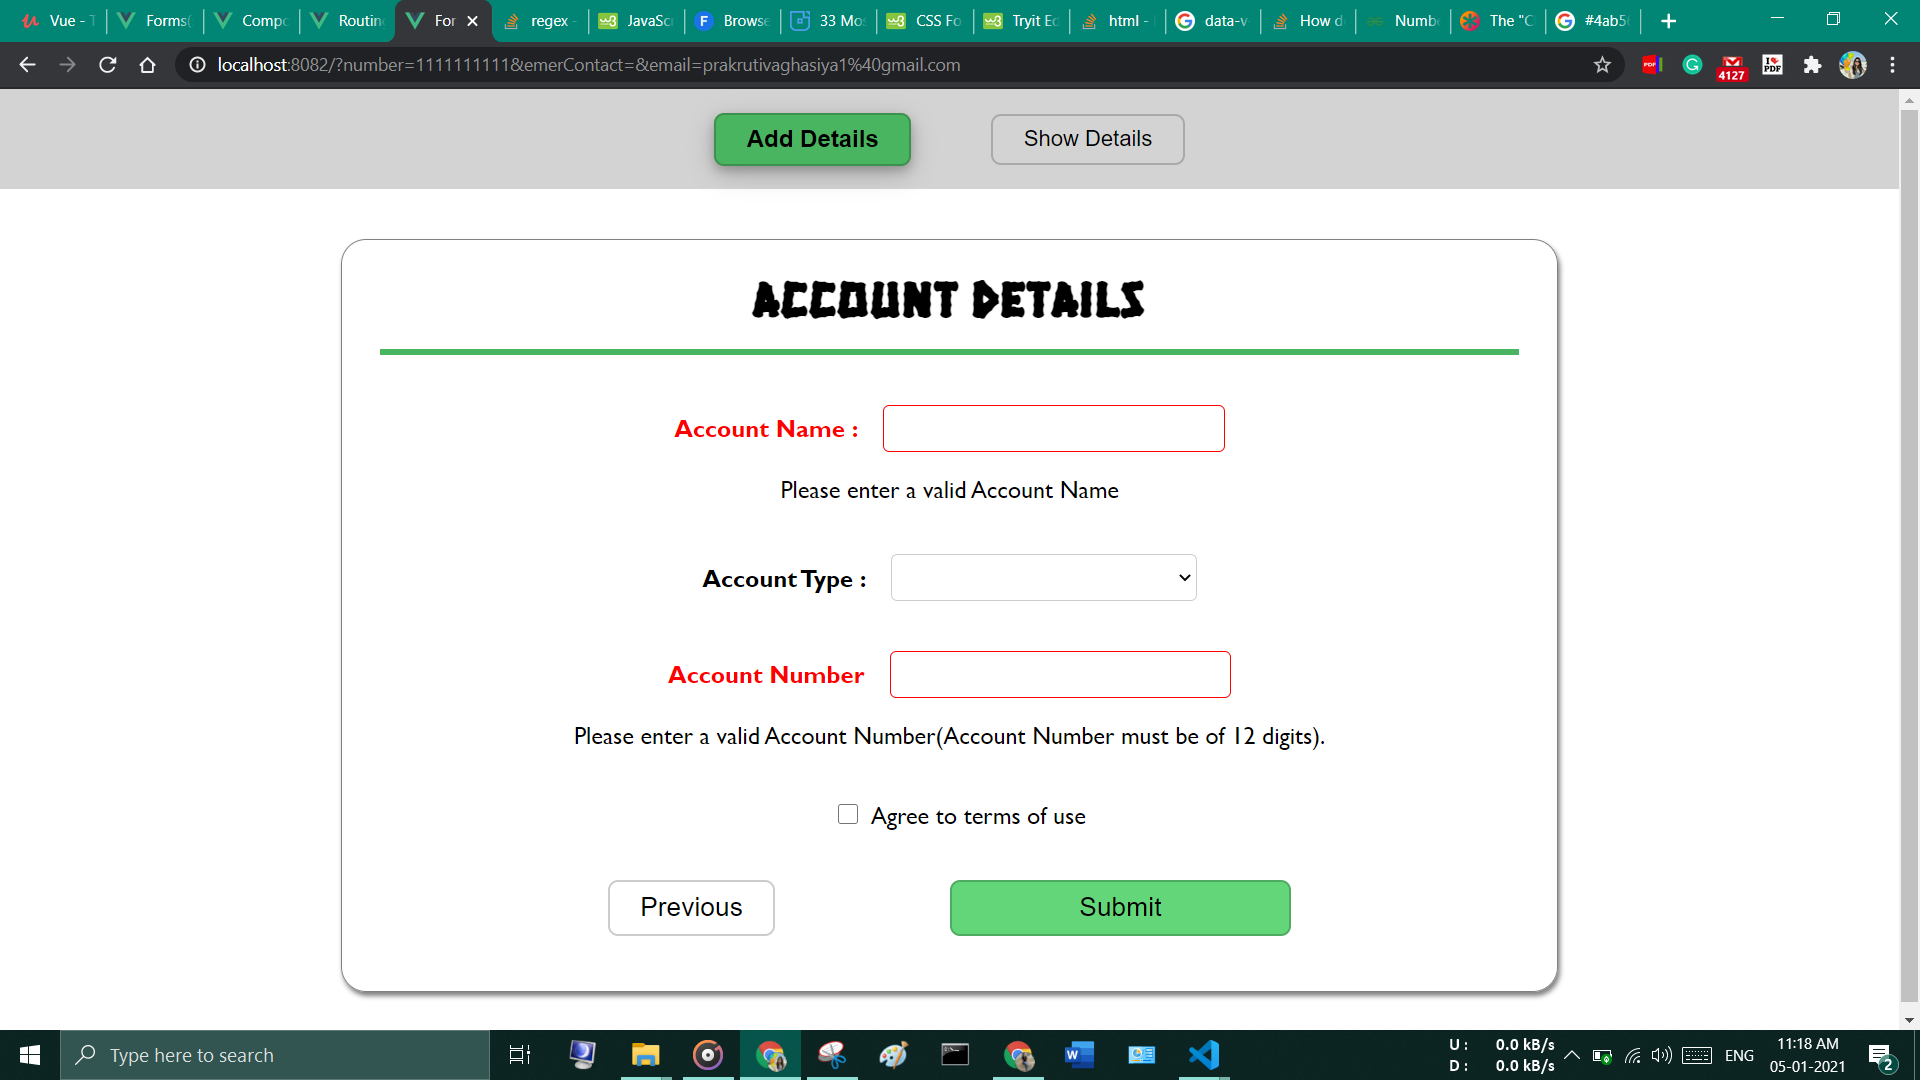 Vue - T
Forms(
Compo
Routin
For
regex -
JavaSc
Browse
33 Mos
CSS Fo
Tryit Ed
html -
data-v-
How d
Numbe
The "C
#4ab56
localhost:8082/?number=1111111111&emerContact=&email=prakrutivaghasiya1%40gmail.com
4127
Add Details
Show Details
ACCOUNT DETAILS
Account Name :
Please enter a valid Account Name
Account Type :
Account Number
Please enter a valid Account Number(Account Number must be of 12 digits).
Agree to terms of use
Previous
Submit
Type here to search
U : 0.0 kB/s
D : 0.0 kB/s
ENG
11:18 AM
05-01-2021
2